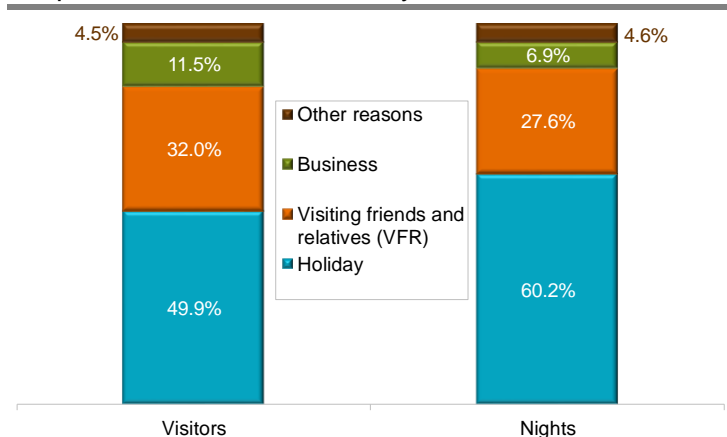 4.5%
4.6%
11.5%
6.9%
Other reasons
27.6%
32.0%
Business
Visiting friends and
relatives (VFR)
Holiday
60.2%
49.9%
Visitors
Nights